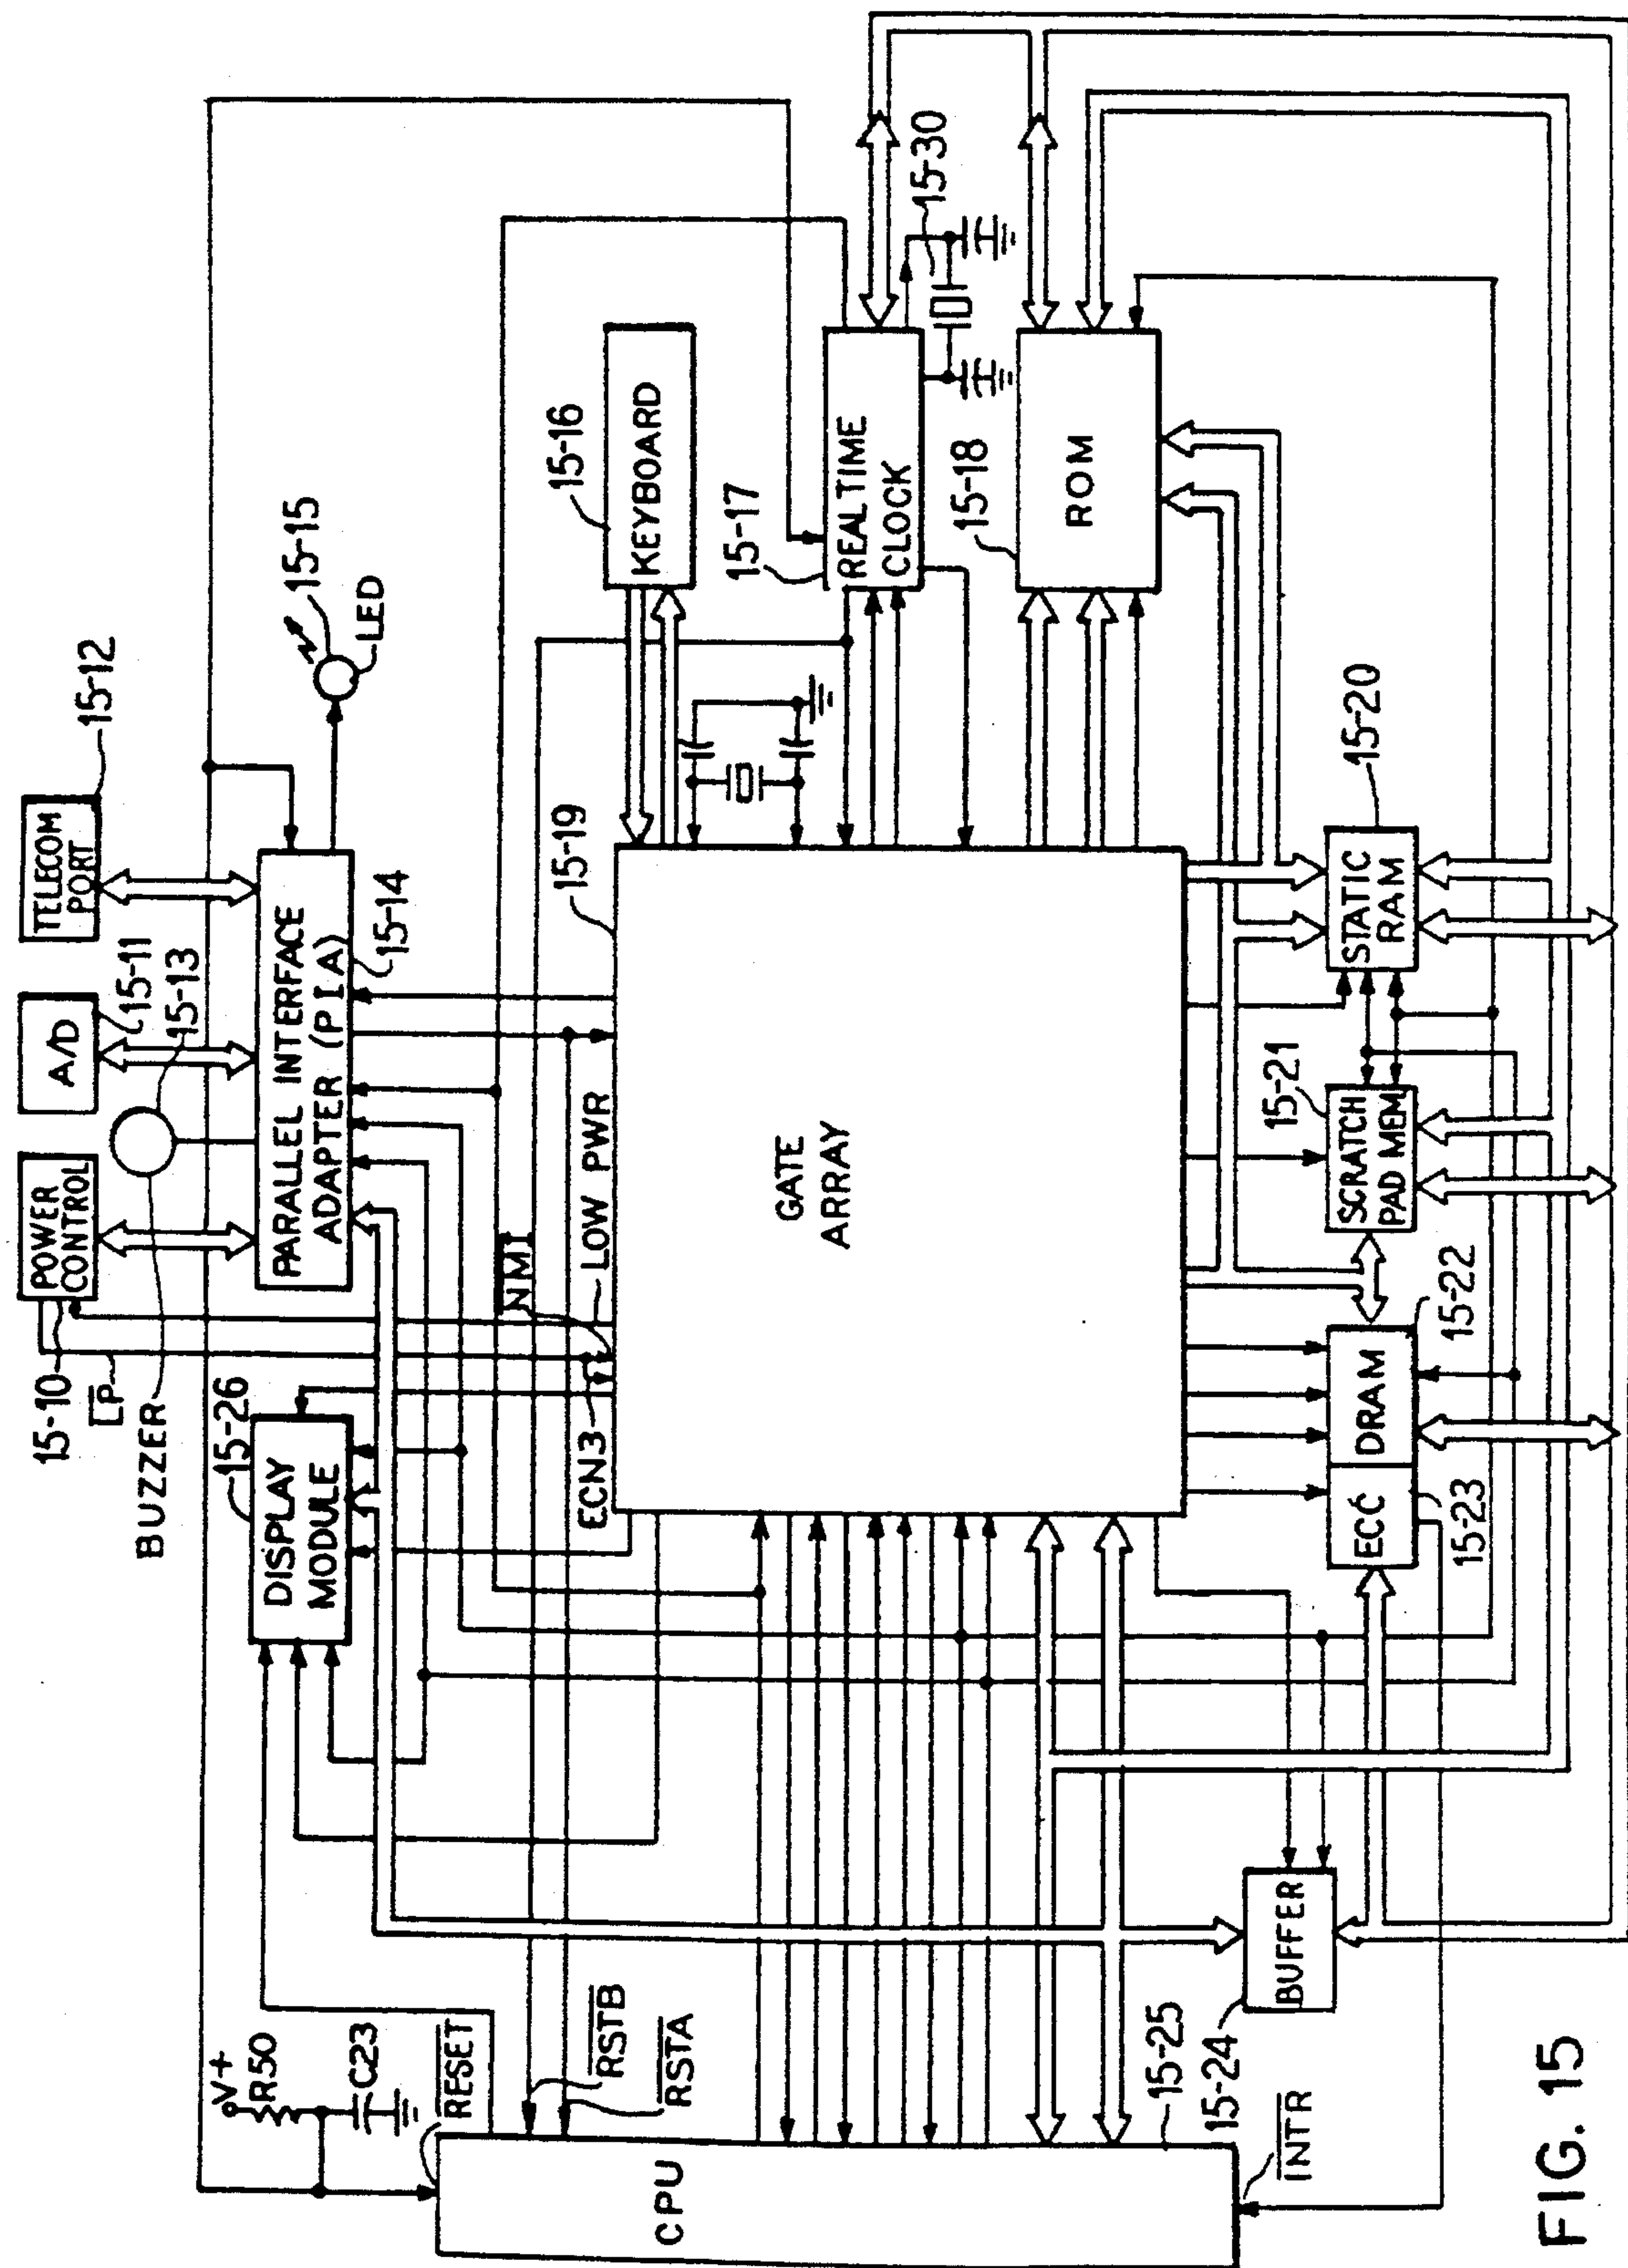 TELECOM
PORT
15-12
A/D
15-11
15-13
POWER
CONTROL
15-10
LP
BUZZER
PARALLEL INTERFACE
ADAPTER (PIA)
15-14
15-15
LED
DISPLAY
MODULE
15-26
V+
R50
C23
RESET
RSTB
RSTA
CPU
15-25
INTR
ECN3
NMI
LOW PWR
GATE
ARRAY
15-19
KEYBOARD
15-16
REALTIME
CLOCK
15-17
15-30
ROM
15-18
STATIC
RAM
15-20
SCRATCH
PAD MEM
15-21
DRAM
15-22
ECC
15-23
BUFFER
15-24
FIG. 15